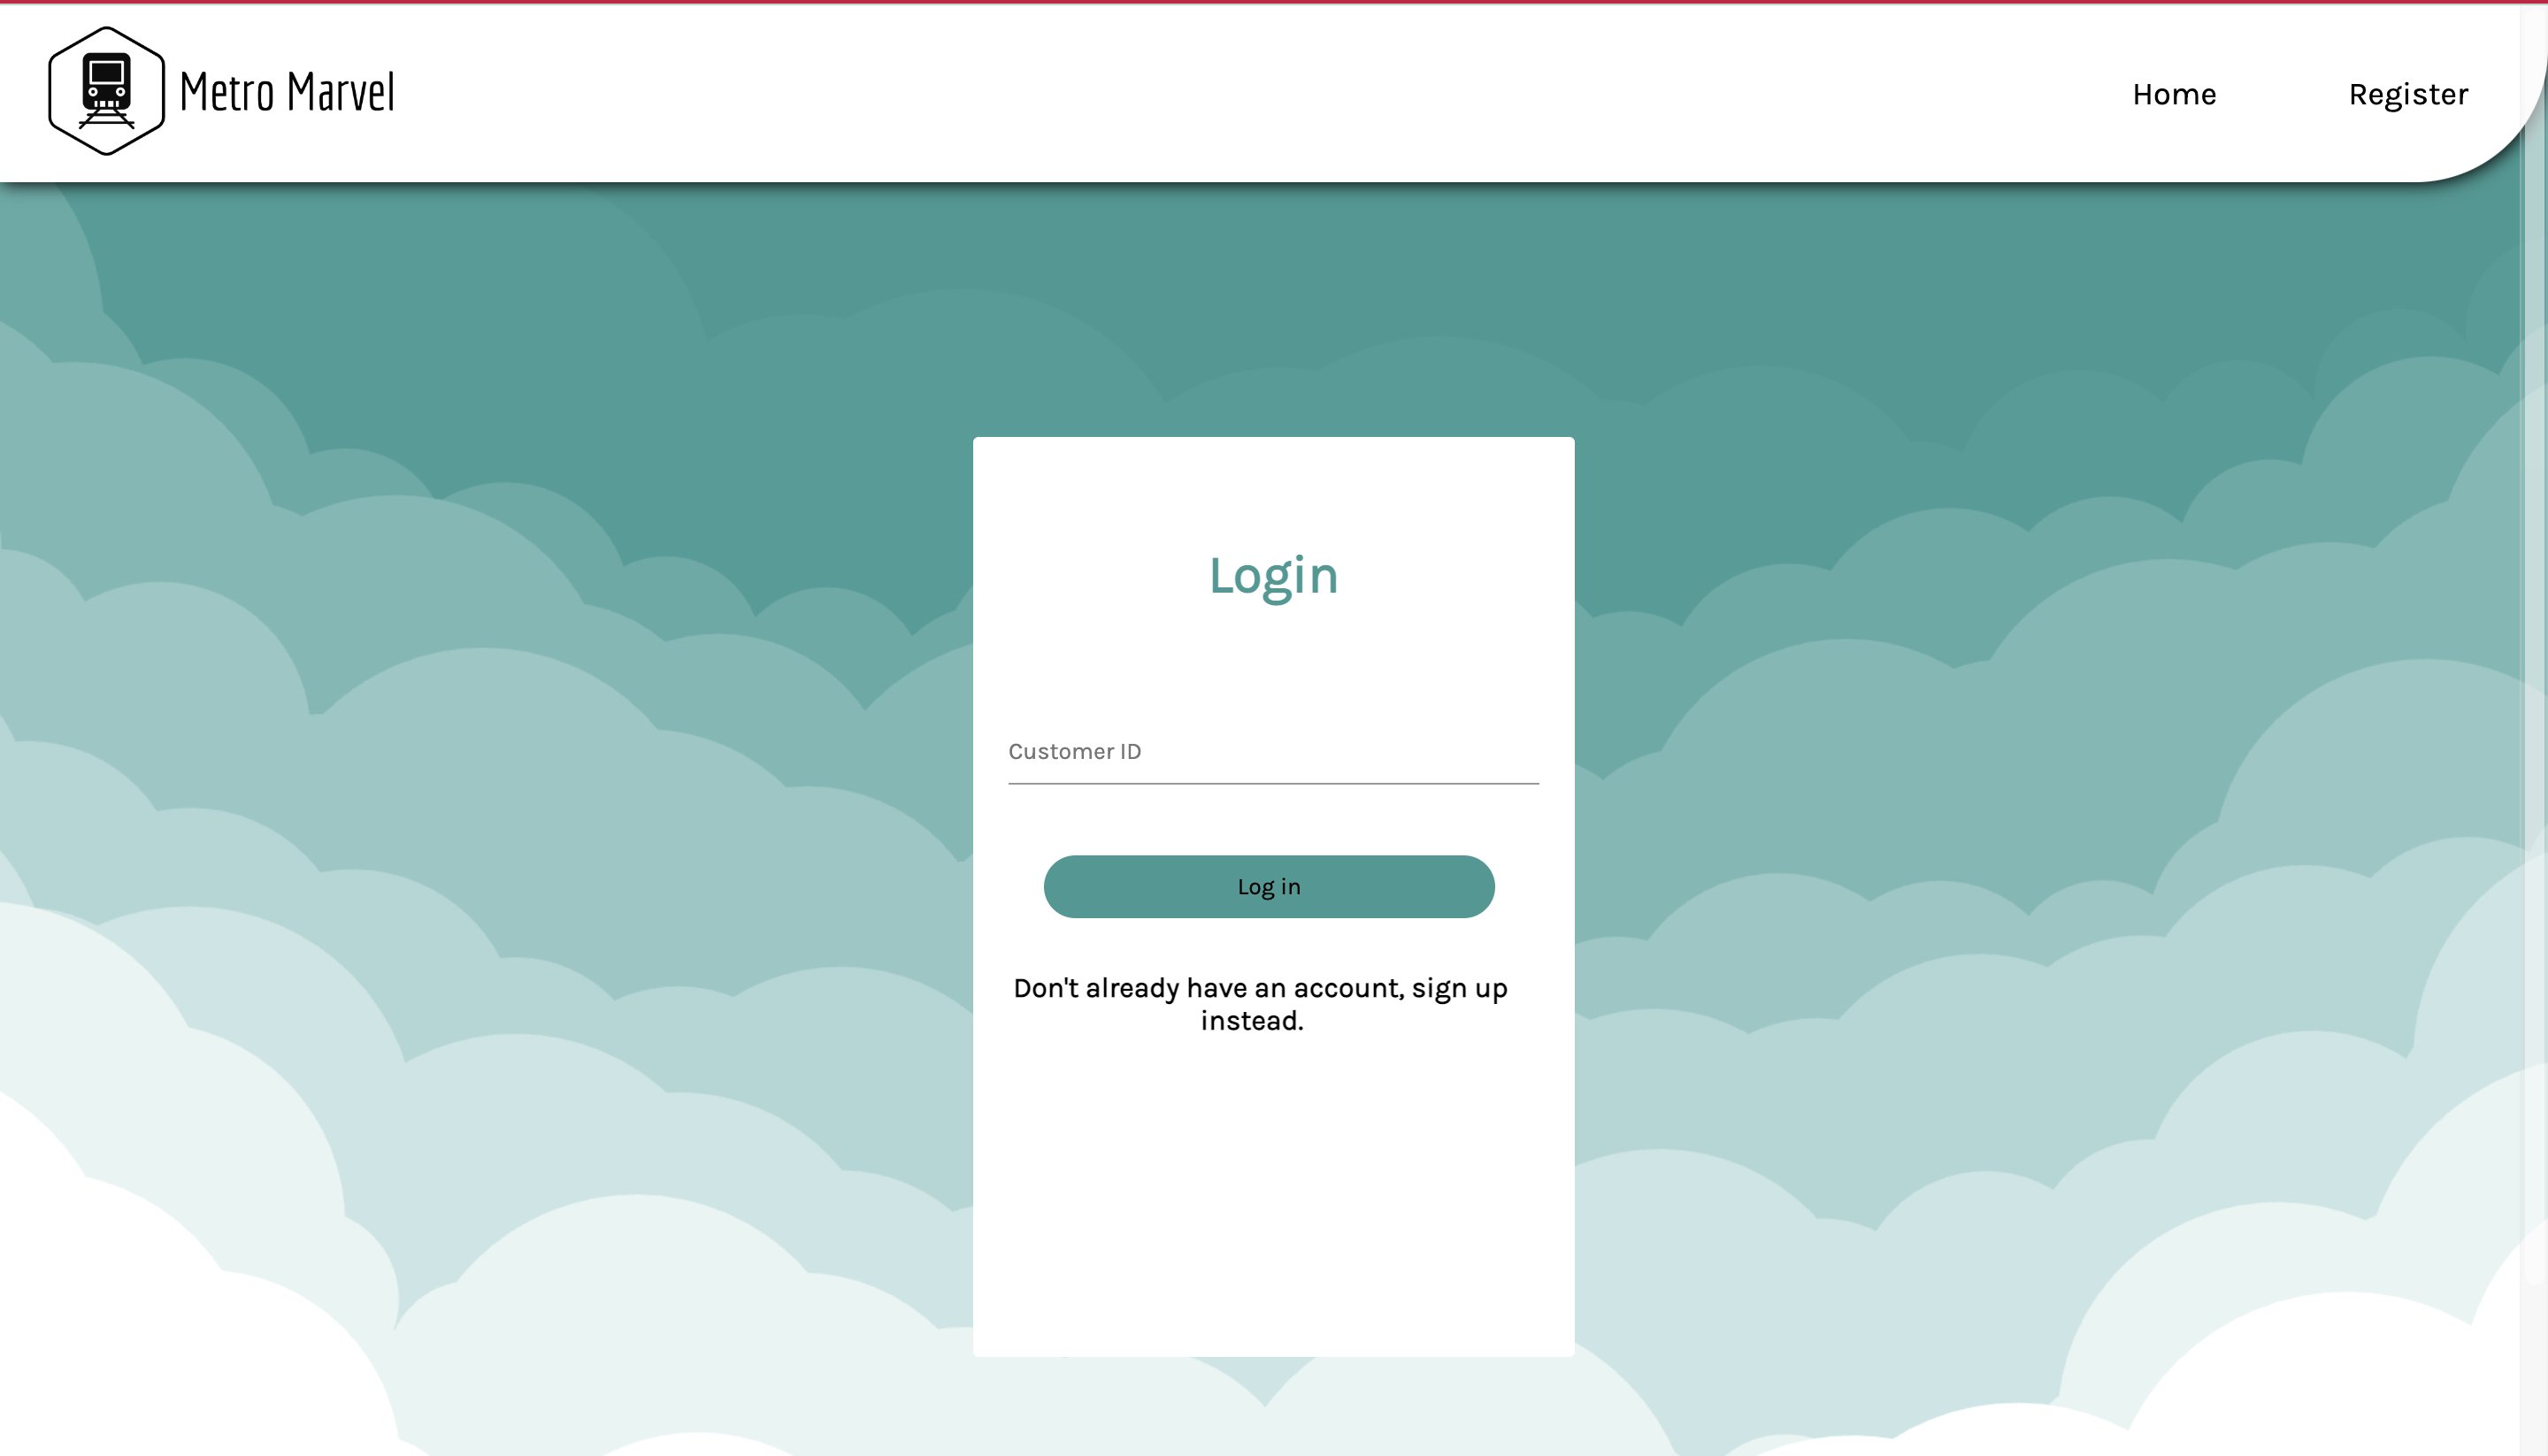 Metro Marvel
Home
Register
Login
Customer ID
Log in
Don't already have an account, sign up
instead.